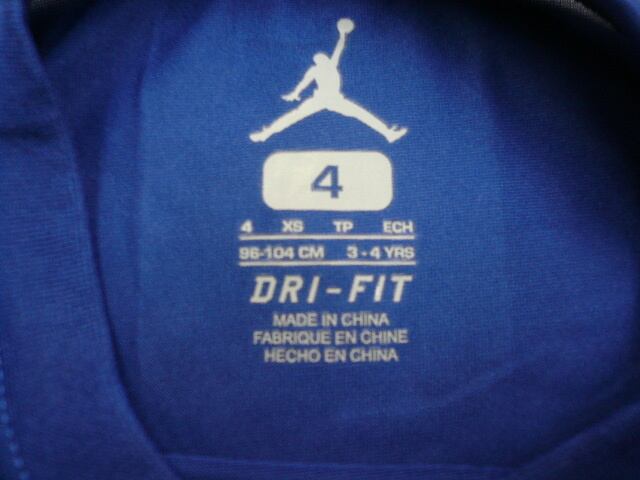 4
4 XS TP ECH
96-104 CM 3-4 YRS
DRI-FIT
MADE IN CHINA
FABRIQUE EN CHINE
HECHO EN CHINA